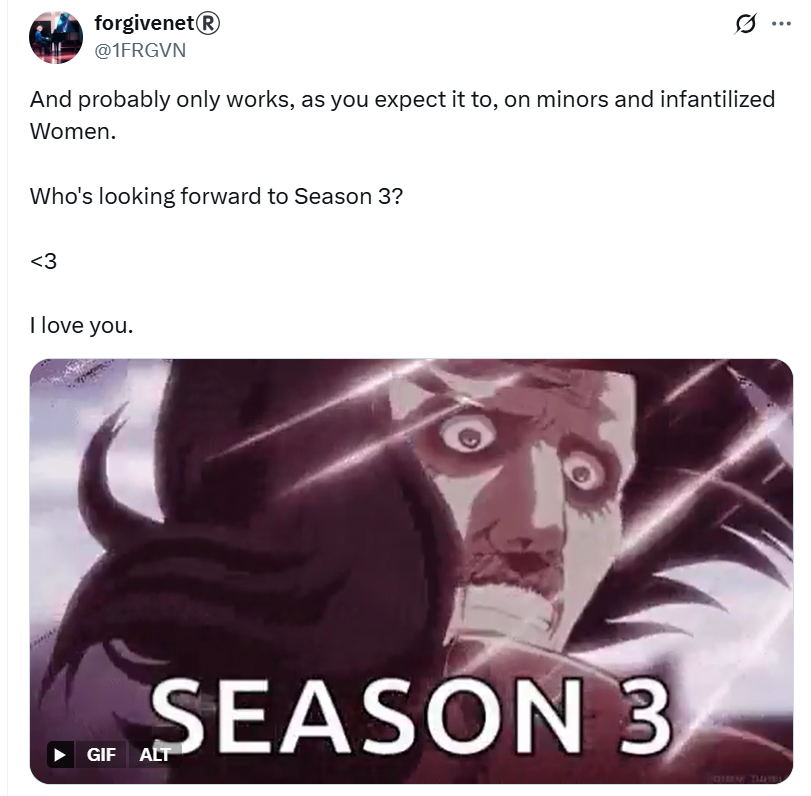 forgivenet®
@1FRGVN
And probably only works, as you expect it to, on minors and infantilized
Women.
Who's looking forward to Season 3?
<3
I love you.
SEASON 3
GIF ALT